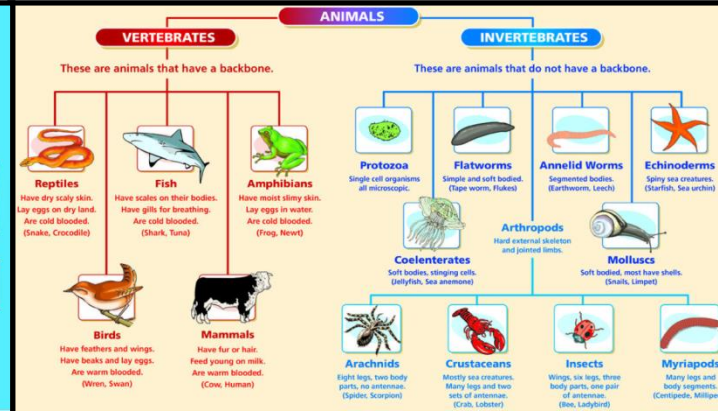 ANIMALS
VERTEBRATES
These are animals that have a backbone.
Reptiles
Have dry scaly skin.
Lay eggs on dry land.
Are cold blooded.
(Snake, Crocodile)
Fish
Have scales on their bodies.
Have gills for breathing.
Are cold blooded.
(Shark, Tuna)
Amphibians
Have moist slimy skin.
Lay eggs in water.
Are cold blooded.
(Frog, Newt)
Birds
Have feathers and wings.
Have beaks and lay eggs.
Are warm blooded.
(Wren, Swan)
Mammals
Have fur or hair.
Feed young on milk.
Are warm blooded.
(Cow, Human)
INVERTEBRATES
These are animals that do not have a backbone.
Protozoa
Single cell organisms
all microscopic.
Flatworms
Simple and soft bodied.
(Tape worm, Flukes)
Annelid Worms
Segmented bodies.
(Earthworm, Leech)
Echinoderms
Spiny sea creatures.
(Starfish, Sea urchin)
Coelenterates
Soft bodies, stinging cells.
(Jellyfish, Sea anemone)
Arthropods
Hard external skeleton
and jointed limbs.
Molluscs
Soft bodied, most have shells.
(Snails, Limpet)
Arachnids
Eight legs, two body
parts, no antennae.
(Spider, Scorpion)
Crustaceans
Mostly sea creatures.
Many legs and two
sets of antennae.
(Crab, Lobster)
Insects
Wings, six legs, three
body parts, one pair
of antennae.
(Bee, Ladybird)
Myriapods
Many legs and
body segments.
(Centipede,